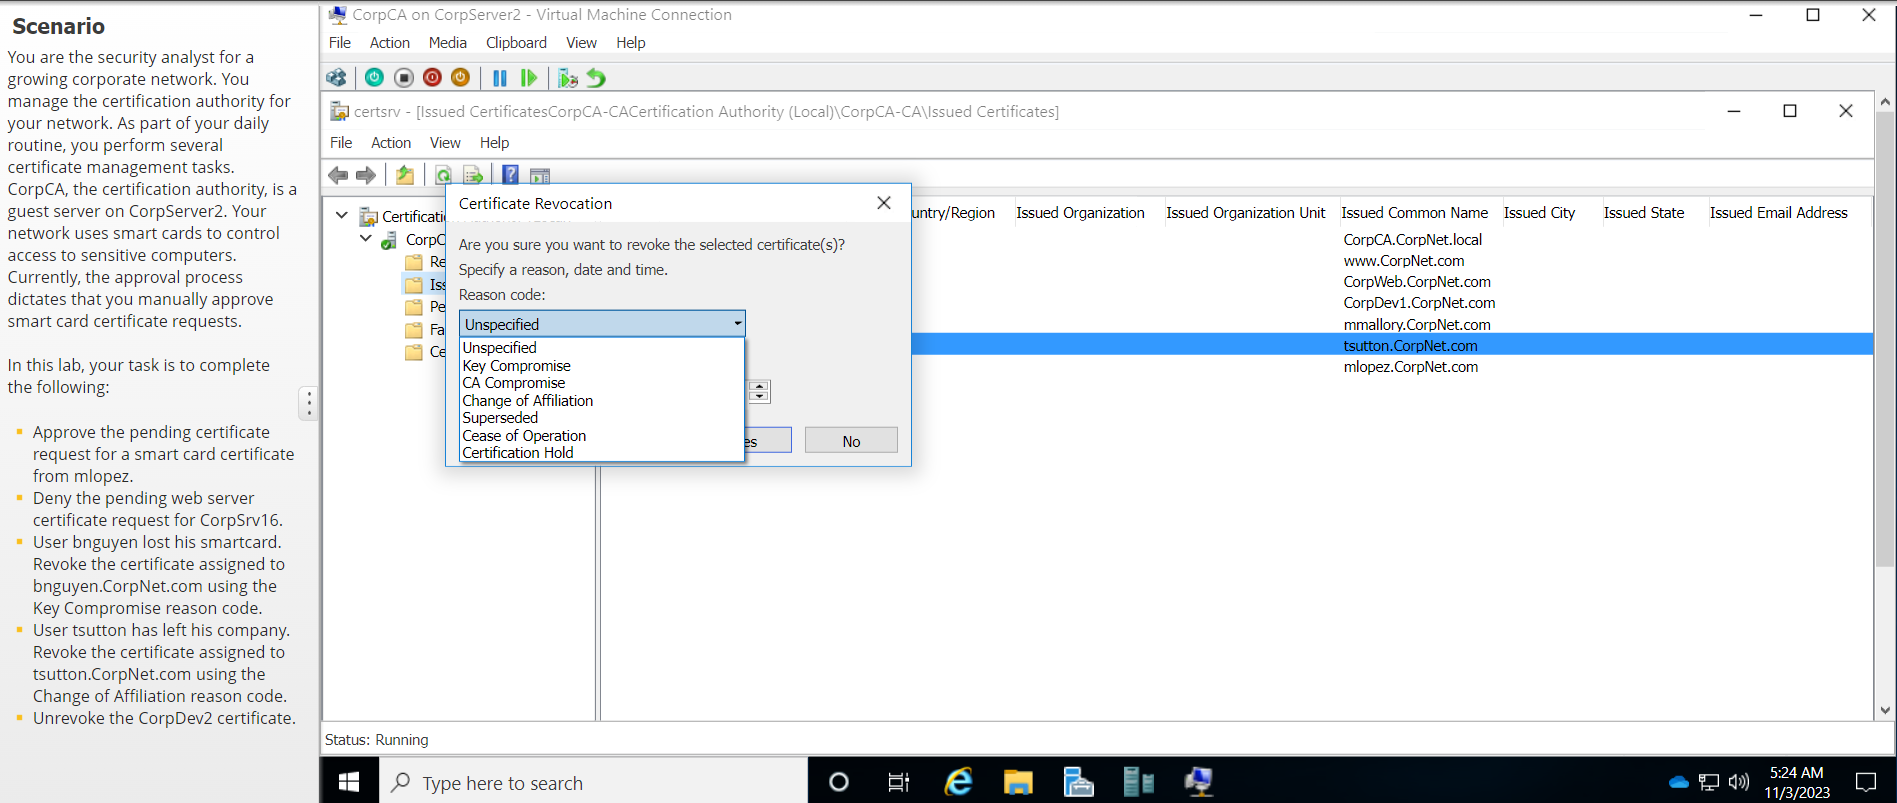 Scenario
You are the security analyst for a
growing corporate network. You
manage the certification authority for
your network. As part of your daily
routine, you perform several
certificate management tasks.
CorpCA, the certification authority, is a
guest server on CorpServer2. Your
network uses smart cards to control
access to sensitive computers.
Currently, the approval process
dictates that you manually approve
smart card certificate requests.
In this lab, your task is to complete
the following:
Approve the pending certificate
request for a smart card certificate
from mlopez.
Deny the pending web server
certificate request for CorpSrv16.
User bnguyen lost his smartcard.
Revoke the certificate assigned to
bnguyen.CorpNet.com using the
Key Compromise reason code.
User tsutton has left his company.
Revoke the certificate assigned to
tsutton.CorpNet.com using the
Change of Affiliation reason code.
Unrevoke the CorpDev2 certificate.
CorpCA on CorpServer2 - Virtual Machine Connection
File Action Media Clipboard View Help
certsrv - [Issued CertificatesCorpCA-CACertification Authority (Local)\CorpCA-CA\Issued Certificates]
File Action View Help
Certificati
CorpC
Re
Iss
Pe
Fa
Ce
Certificate Revocation
Are you sure you want to revoke the selected certificate(s)?
Specify a reason, date and time.
Reason code:
Unspecified
Unspecified
Key Compromise
CA Compromise
Change of Affiliation
Superseded
Cease of Operation
Certification Hold
es No
untry/Region Issued Organization Issued Organization Unit Issued Common Name Issued City Issued State Issued Email Address
CorpCA.CorpNet.local
www.CorpNet.com
CorpWeb.CorpNet.com
CorpDev1.CorpNet.com
mmallory.CorpNet.com
tsutton.CorpNet.com
mlopez.CorpNet.com
Status: Running
Type here to search
5:24 AM
11/3/2023